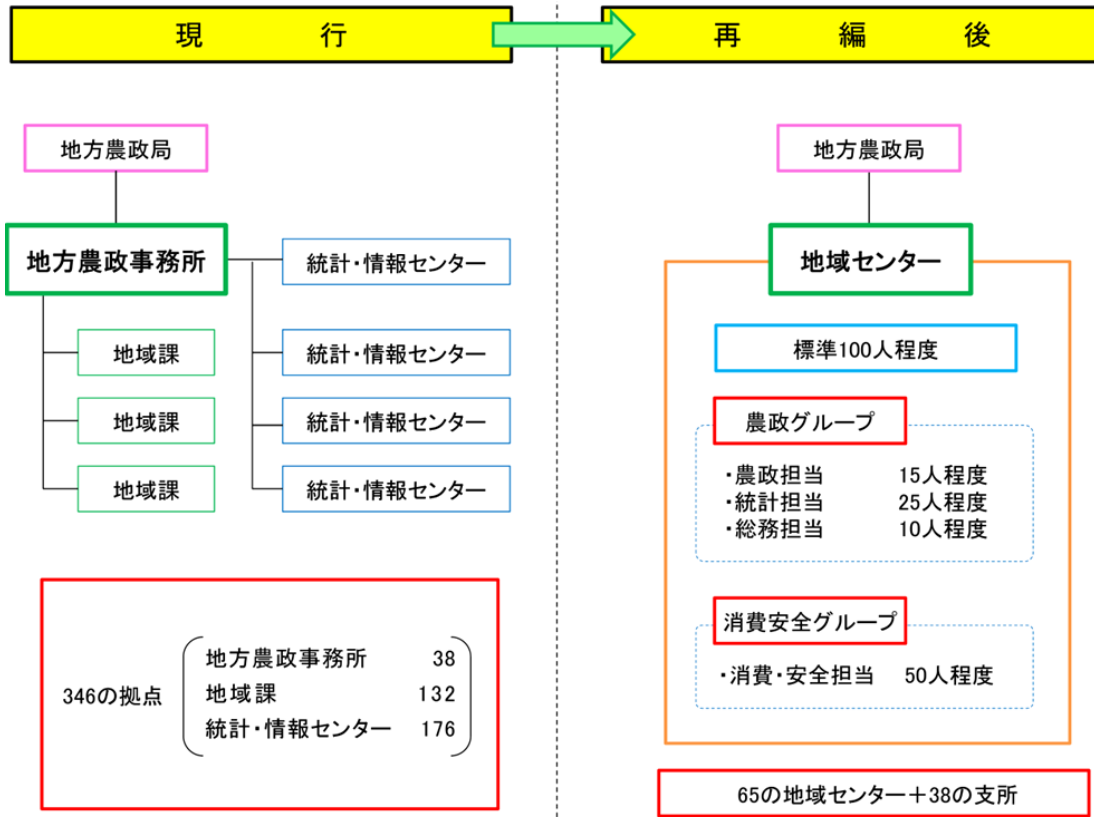 現　　行
再　編　後
地方農政局
地方農政事務所
統計・情報センター
地域課
統計・情報センター
地域課
統計・情報センター
地域課
統計・情報センター
346の拠点
地方農政事務所　38
地域課　132
統計・情報センター　176
地方農政局
地域センター
標準100人程度
農政グループ
・農政担当　15人程度
・統計担当　25人程度
・総務担当　10人程度
消費安全グループ
・消費・安全担当　50人程度
65の地域センター＋38の支所